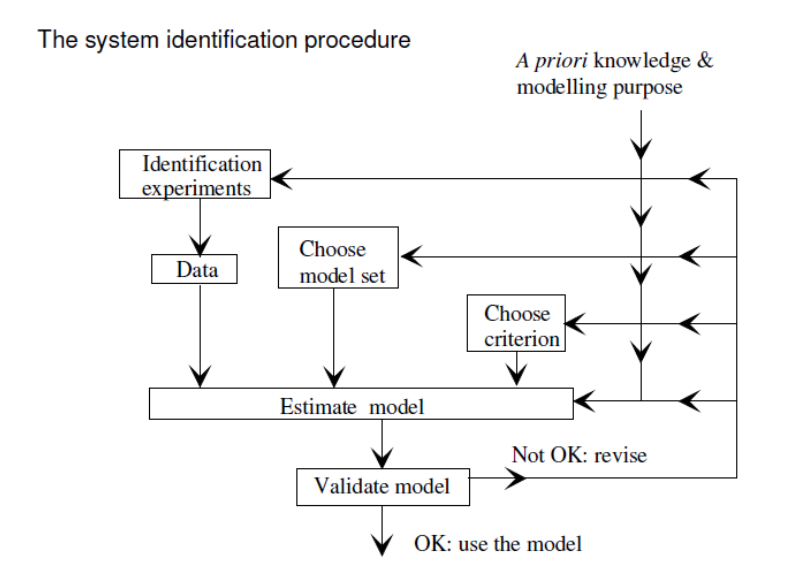 The system identification procedure
A priori knowledge &
modelling purpose
Identification
experiments
Data
Choose
model set
Choose
criterion
Estimate model
Not OK: revise
Validate model
OK: use the model